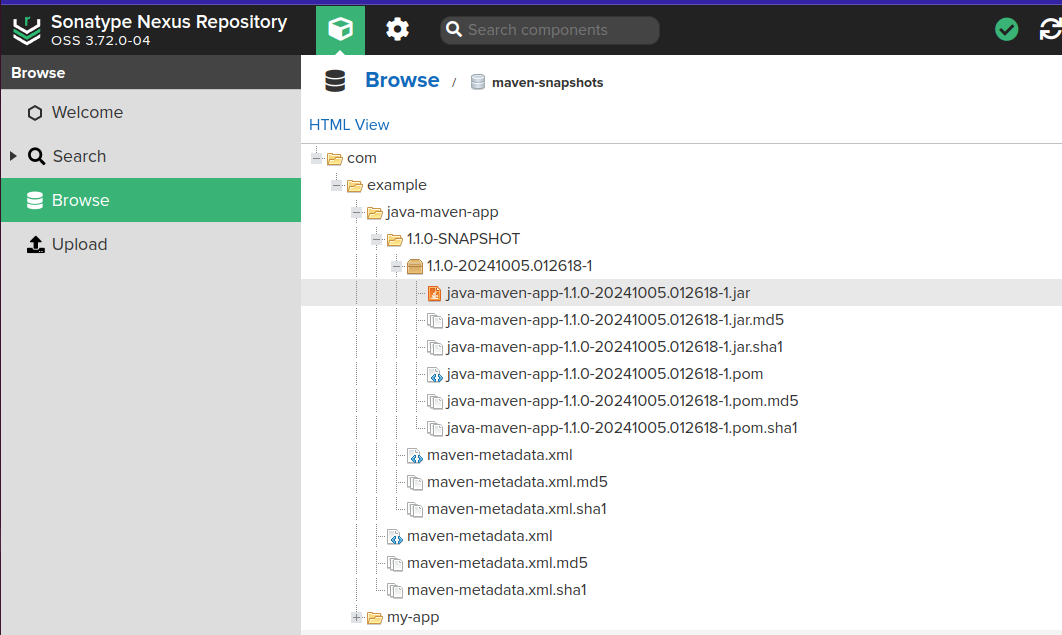 Sonatype Nexus Repository
OSS 3.72.0-04
Search components
Browse
Welcome
Search
Browse
Upload
Browse / maven-snapshots
HTML View
com
example
java-maven-app
1.1.0-SNAPSHOT
1.1.0-20241005.012618-1
java-maven-app-1.1.0-20241005.012618-1.jar
java-maven-app-1.1.0-20241005.012618-1.jar.md5
java-maven-app-1.1.0-20241005.012618-1.jar.sha1
java-maven-app-1.1.0-20241005.012618-1.pom
java-maven-app-1.1.0-20241005.012618-1.pom.md5
java-maven-app-1.1.0-20241005.012618-1.pom.sha1
maven-metadata.xml
maven-metadata.xml.md5
maven-metadata.xml.sha1
maven-metadata.xml
maven-metadata.xml.md5
maven-metadata.xml.sha1
my-app